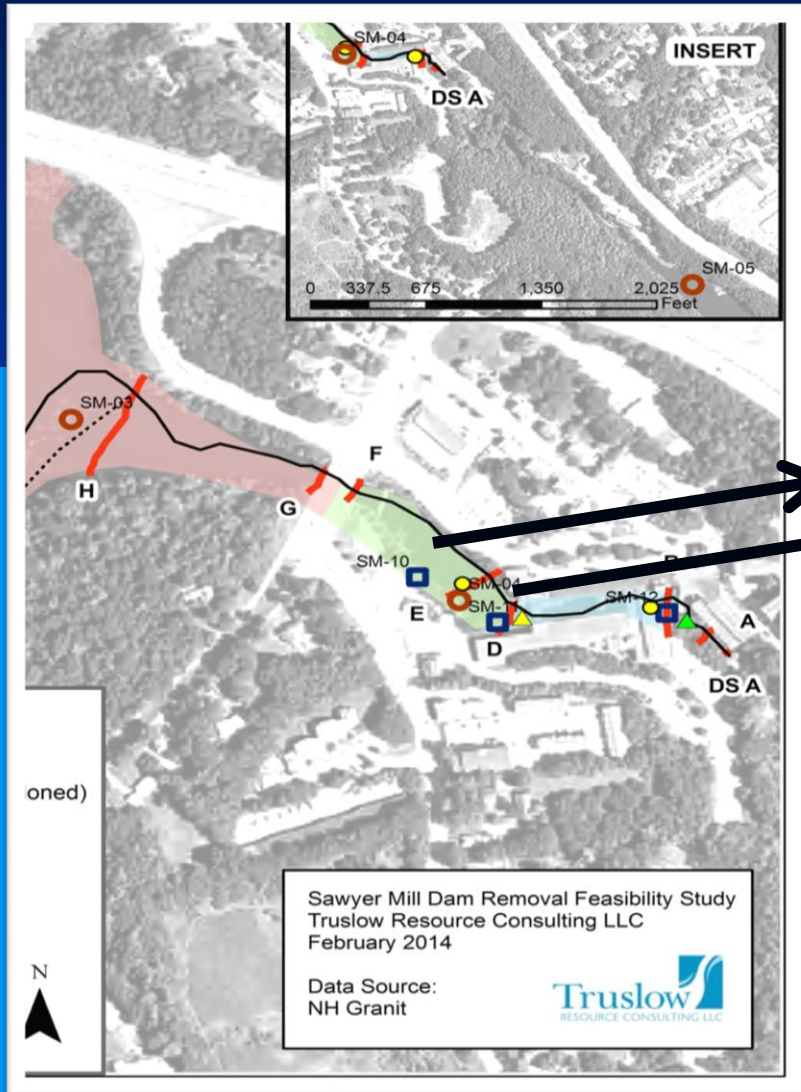 SM-04
INSERT
DS A
SM-05
0 337.5 675 1,350 2,025
Feet
SM-03
H
F
G
SM-10
SM-04
E
SM-11
SM-12
D
A
DS A
oned)
Sawyer Mill Dam Removal Feasibility Study
Truslow Resource Consulting LLC
February 2014
Data Source:
NH Granit
N
Truslow
RESOURCE CONSULTING LLC